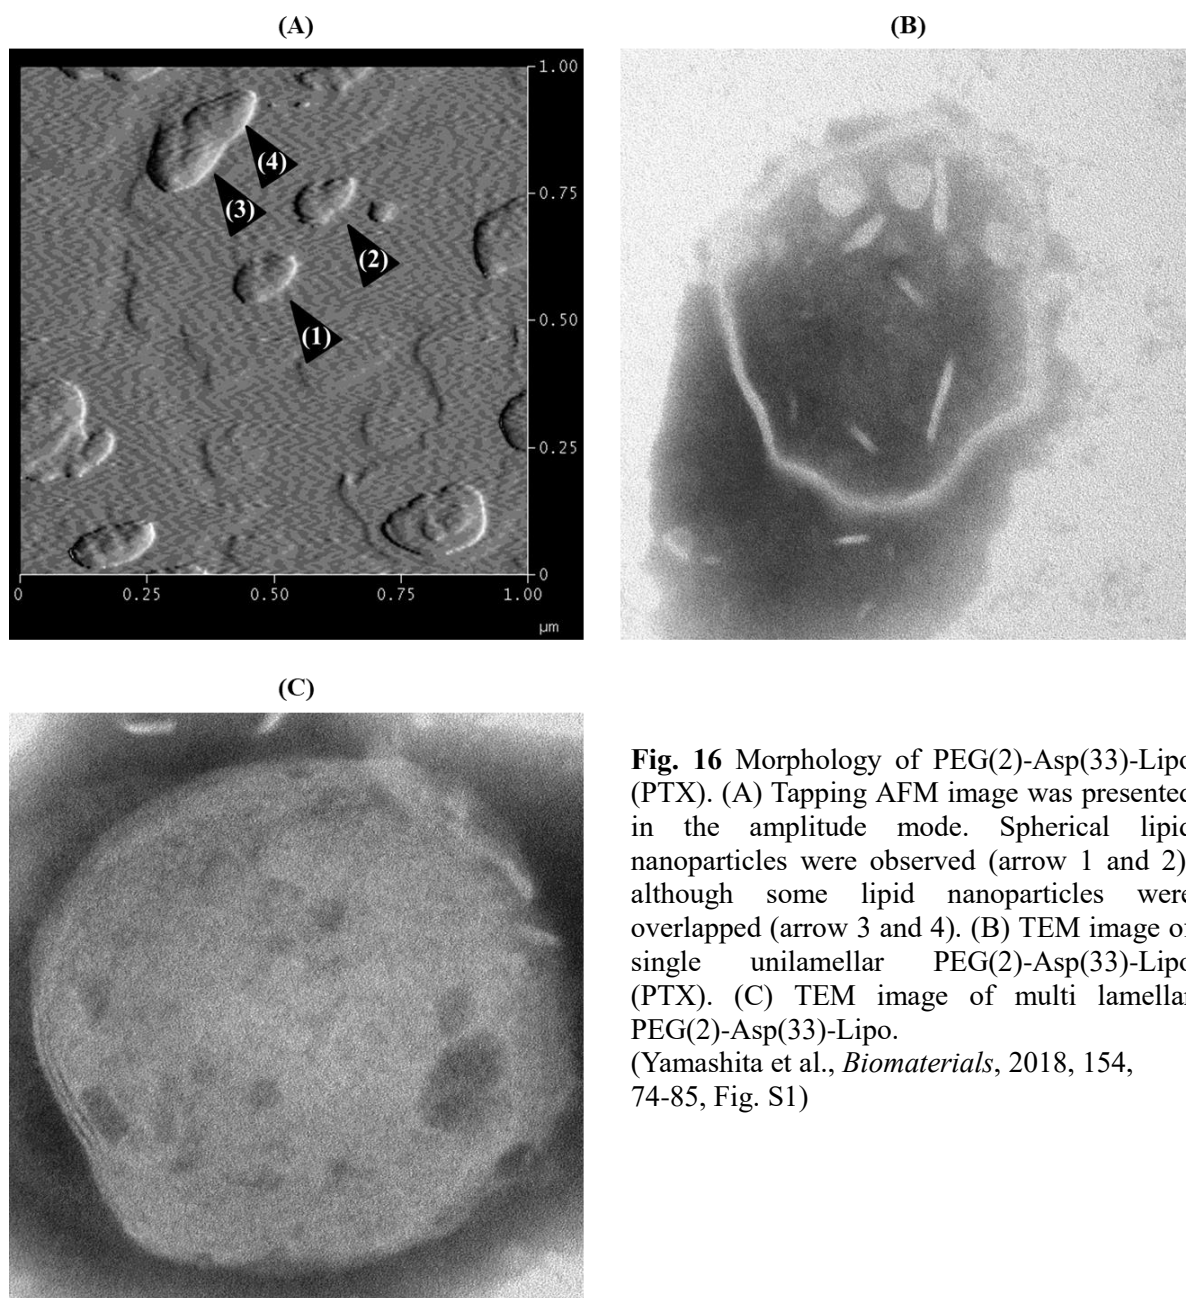 (A)
(B)
1.00
(4)
0.75
(3)
(2)
0.50
(1)
0.25
0
0
0.25
0.50
0.75
1.00
µm
(C)
Fig. 16 Morphology of PEG(2)-Asp(33)-Lipo
(PTX). (A) Tapping AFM image was presented
in the amplitude mode. Spherical lipid
nanoparticles were observed (arrow 1 and 2)
although some lipid nanoparticles were
overlapped (arrow 3 and 4). (B) TEM image of
single unilamellar PEG(2)-Asp(33)-Lipo
(PTX). (C) TEM image of multi lamellar
PEG(2)-Asp(33)-Lipo.
(Yamashita et al., Biomaterials, 2018, 154,
74-85, Fig. S1)